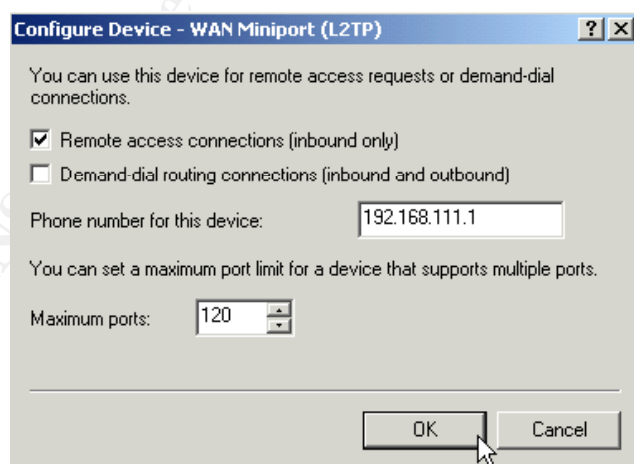 Configure Device - WAN Miniport (L2TP)
You can use this device for remote access requests or demand-dial
connections.
Remote access connections (inbound only)
Demand-dial routing connections (inbound and outbound)
Phone number for this device: 192.168.111.1
You can set a maximum port limit for a device that supports multiple ports.
Maximum ports: 120
OK Cancel